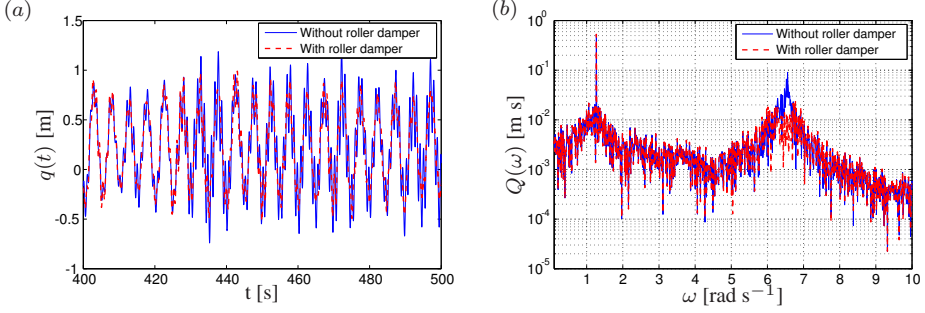 (a)
1.5
1
0.5
0
-0.5
-1
q(t) [m]
Without roller damper
With roller damper
400 420 440 460 480 500
t [s]
(b)
10^0
10^-1
10^-2
10^-3
10^-4
10^-5
Q(ω) [m s]
Without roller damper
With roller damper
1 2 3 4 5 6 7 8 9 10
ω [rad s^−1]